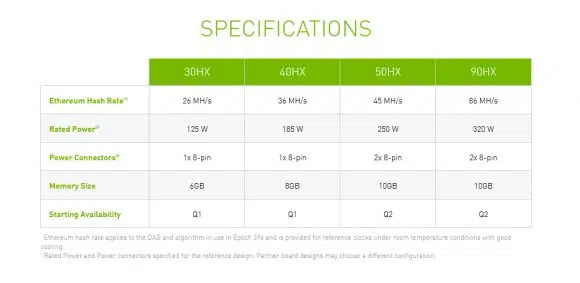 SPECIFICATIONS
30HX 40HX 50HX 90HX
Ethereum Hash Rate 26 MH/s 36 MH/s 45 MH/s 86 MH/s
Rated Power 125 W 185 W 250 W 320 W
Power Connectors 1x 8-pin 1x 8-pin 2x 8-pin 2x 8-pin
Memory Size 6GB 8GB 10GB 10GB
Starting Availability Q1 Q1 Q2 Q2
Ethereum hash rate applies to the DAG and algorithm in use in Epoch 394 and is provided for reference clocks under room temperature conditions with good
cooling.
Rated Power and Power connectors specified for the reference design. Partner board designs may choose a different configuration.